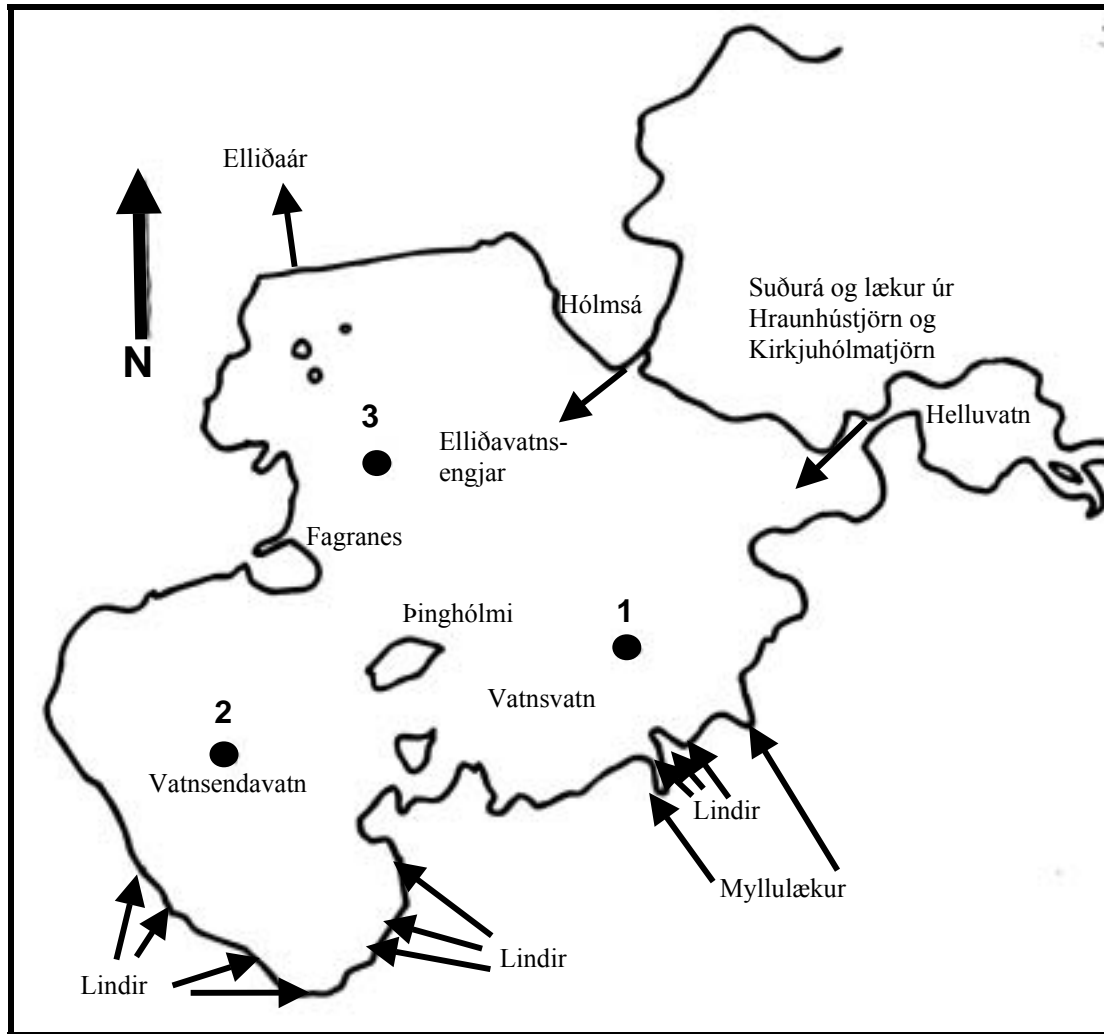 Elliðaár
N
Hólmsá
Suðurá og lækur úr
Hraunhústjörn og
Kirkjuhólmatjörn
Helluvatn
3
Elliðavatns-
engjar
Fagranes
Þinghólmi
1
Vatnsvatn
2
Vatnsendavatn
Lindir
Myllulækur
Lindir
Lindir